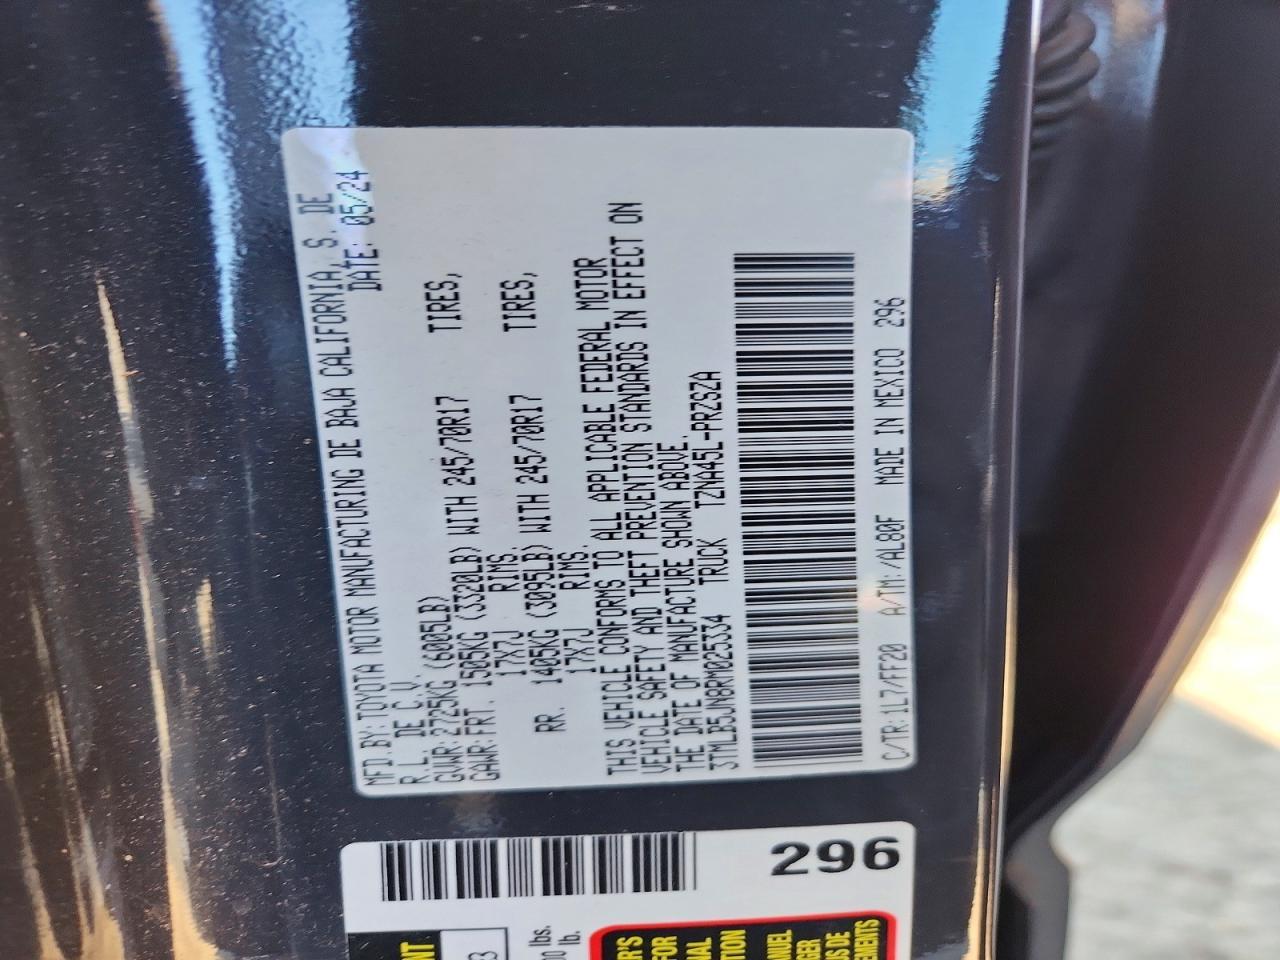 MFD.BY:TOYOTA MOTOR MANUFACTURING DE BAJA CALIFORNIA, S. DE
R.L. DE C.V. DATE: 05/24
GVWR:2725KG (6005LB)
GAWR:FRT. 1505KG (3320LB) WITH 245/70R17 TIRES,
17X7J RIMS.
RR. 1405KG (3095LB) WITH 245/70R17 TIRES,
17X7J RIMS.
THIS VEHICLE CONFORMS TO ALL APPLICABLE FEDERAL MOTOR
VEHICLE SAFETY AND THEFT PREVENTION STANDARDS IN EFFECT ON
THE DATE OF MANUFACTURE SHOWN ABOVE.
3TMLB5JN8RM025334 TRUCK TZNA45L-PRZSZA
C/TR:1L7/FF20 A/TM:/AL80F MADE IN MEXICO 296
296
lbs.
lb.